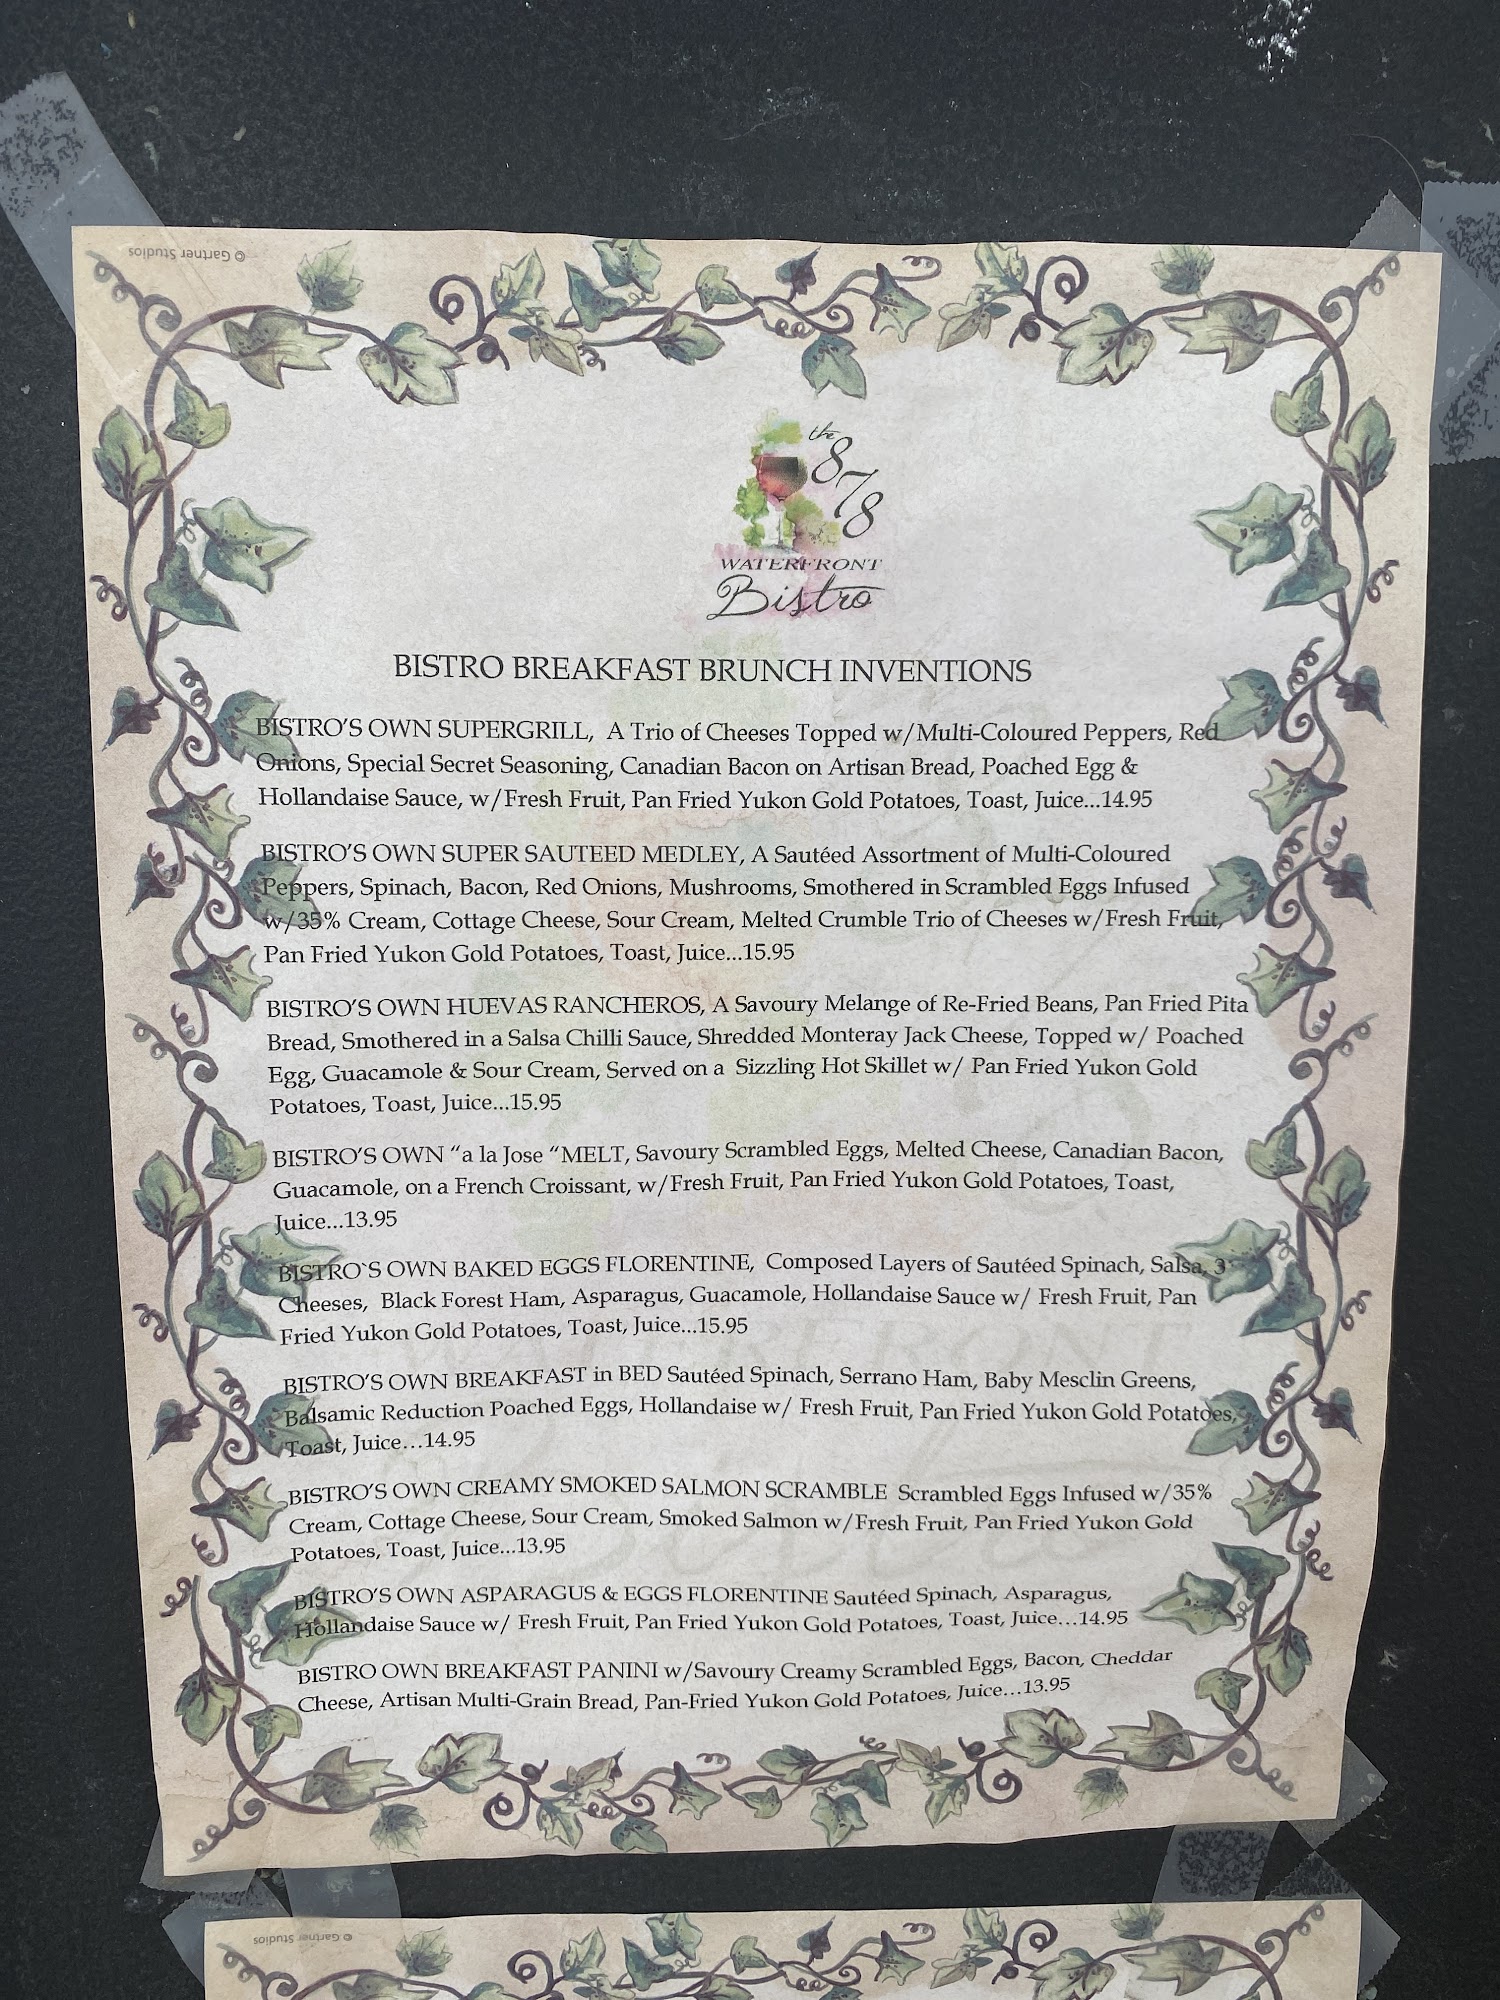 © Gartner Studios
the
878
WATERFRONT
Bistro
BISTRO BREAKFAST BRUNCH INVENTIONS
BISTRO'S OWN SUPERGRILL, A Trio of Cheeses Topped w/Multi-Coloured Peppers, Red
Onions, Special Secret Seasoning, Canadian Bacon on Artisan Bread, Poached Egg &
Hollandaise Sauce, w/Fresh Fruit, Pan Fried Yukon Gold Potatoes, Toast, Juice...14.95
BISTRO'S OWN SUPER SAUTEED MEDLEY, A Sautéed Assortment of Multi-Coloured
Peppers, Spinach, Bacon, Red Onions, Mushrooms, Smothered in Scrambled Eggs Infused
w/35% Cream, Cottage Cheese, Sour Cream, Melted Crumble Trio of Cheeses w/Fresh Fruit,
Pan Fried Yukon Gold Potatoes, Toast, Juice...15.95
BISTRO'S OWN HUEVAS RANCHEROS, A Savoury Melange of Re-Fried Beans, Pan Fried Pita
Bread, Smothered in a Salsa Chilli Sauce, Shredded Monteray Jack Cheese, Topped w/ Poached
Egg, Guacamole & Sour Cream, Served on a Sizzling Hot Skillet w/ Pan Fried Yukon Gold
Potatoes, Toast, Juice...15.95
BISTRO'S OWN "a la Jose "MELT, Savoury Scrambled Eggs, Melted Cheese, Canadian Bacon,
Guacamole, on a French Croissant, w/Fresh Fruit, Pan Fried Yukon Gold Potatoes, Toast,
Juice...13.95
BISTRO`S OWN BAKED EGGS FLORENTINE, Composed Layers of Sautéed Spinach, Salsa, 3
Cheeses, Black Forest Ham, Asparagus, Guacamole, Hollandaise Sauce w/ Fresh Fruit, Pan
Fried Yukon Gold Potatoes, Toast, Juice...15.95
BISTRO'S OWN BREAKFAST in BED Sautéed Spinach, Serrano Ham, Baby Mesclin Greens,
Balsamic Reduction Poached Eggs, Hollandaise w/ Fresh Fruit, Pan Fried Yukon Gold Potatoes,
Toast, Juice...14.95
BISTRO'S OWN CREAMY SMOKED SALMON SCRAMBLE Scrambled Eggs Infused w/35%
Cream, Cottage Cheese, Sour Cream, Smoked Salmon w/Fresh Fruit, Pan Fried Yukon Gold
Potatoes, Toast, Juice...13.95
BISTRO'S OWN ASPARAGUS & EGGS FLORENTINE Sautéed Spinach, Asparagus,
Hollandaise Sauce w/ Fresh Fruit, Pan Fried Yukon Gold Potatoes, Toast, Juice...14.95
BISTRO OWN BREAKFAST PANINI w/Savoury Creamy Scrambled Eggs, Bacon, Cheddar
Cheese, Artisan Multi-Grain Bread, Pan-Fried Yukon Gold Potatoes, Juice...13.95
© Gartner Studios